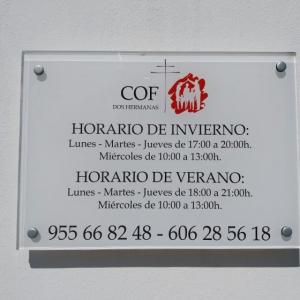 COF
DOS HERMANAS
HORARIO DE INVIERNO:
Lunes - Martes - Jueves de 17:00 a 20:00h.
Miércoles de 10:00 a 13:00h.
HORARIO DE VERANO:
Lunes - Martes - Jueves de 18:00 a 21:00h.
Miércoles de 10:00 a 13:00h.
955 66 82 48 - 606 28 56 18